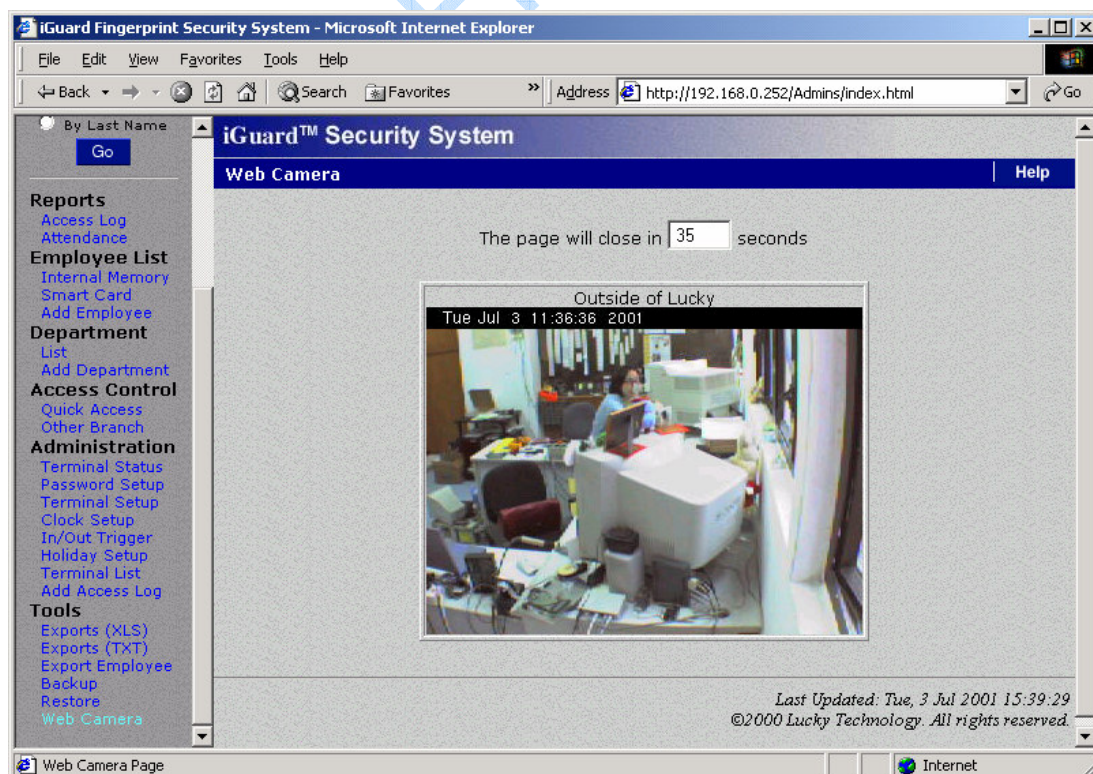 iGuard Fingerprint Security System - Microsoft Internet Explorer
File Edit View Favorites Tools Help
Back Search Favorites » Address http://192.168.0.252/Admins/index.html Go
By Last Name
Go
Reports
Access Log
Attendance
Employee List
Internal Memory
Smart Card
Add Employee
Department
List
Add Department
Access Control
Quick Access
Other Branch
Administration
Terminal Status
Password Setup
Terminal Setup
Clock Setup
In/Out Trigger
Holiday Setup
Terminal List
Add Access Log
Tools
Exports (XLS)
Exports (TXT)
Export Employee
Backup
Restore
Web Camera
iGuard™ Security System
Web Camera | Help
The page will close in 35 seconds
Outside of Lucky
Tue Jul 3 11:36:36 2001
Last Updated: Tue, 3 Jul 2001 15:39:29
©2000 Lucky Technology. All rights reserved.
Web Camera Page Internet